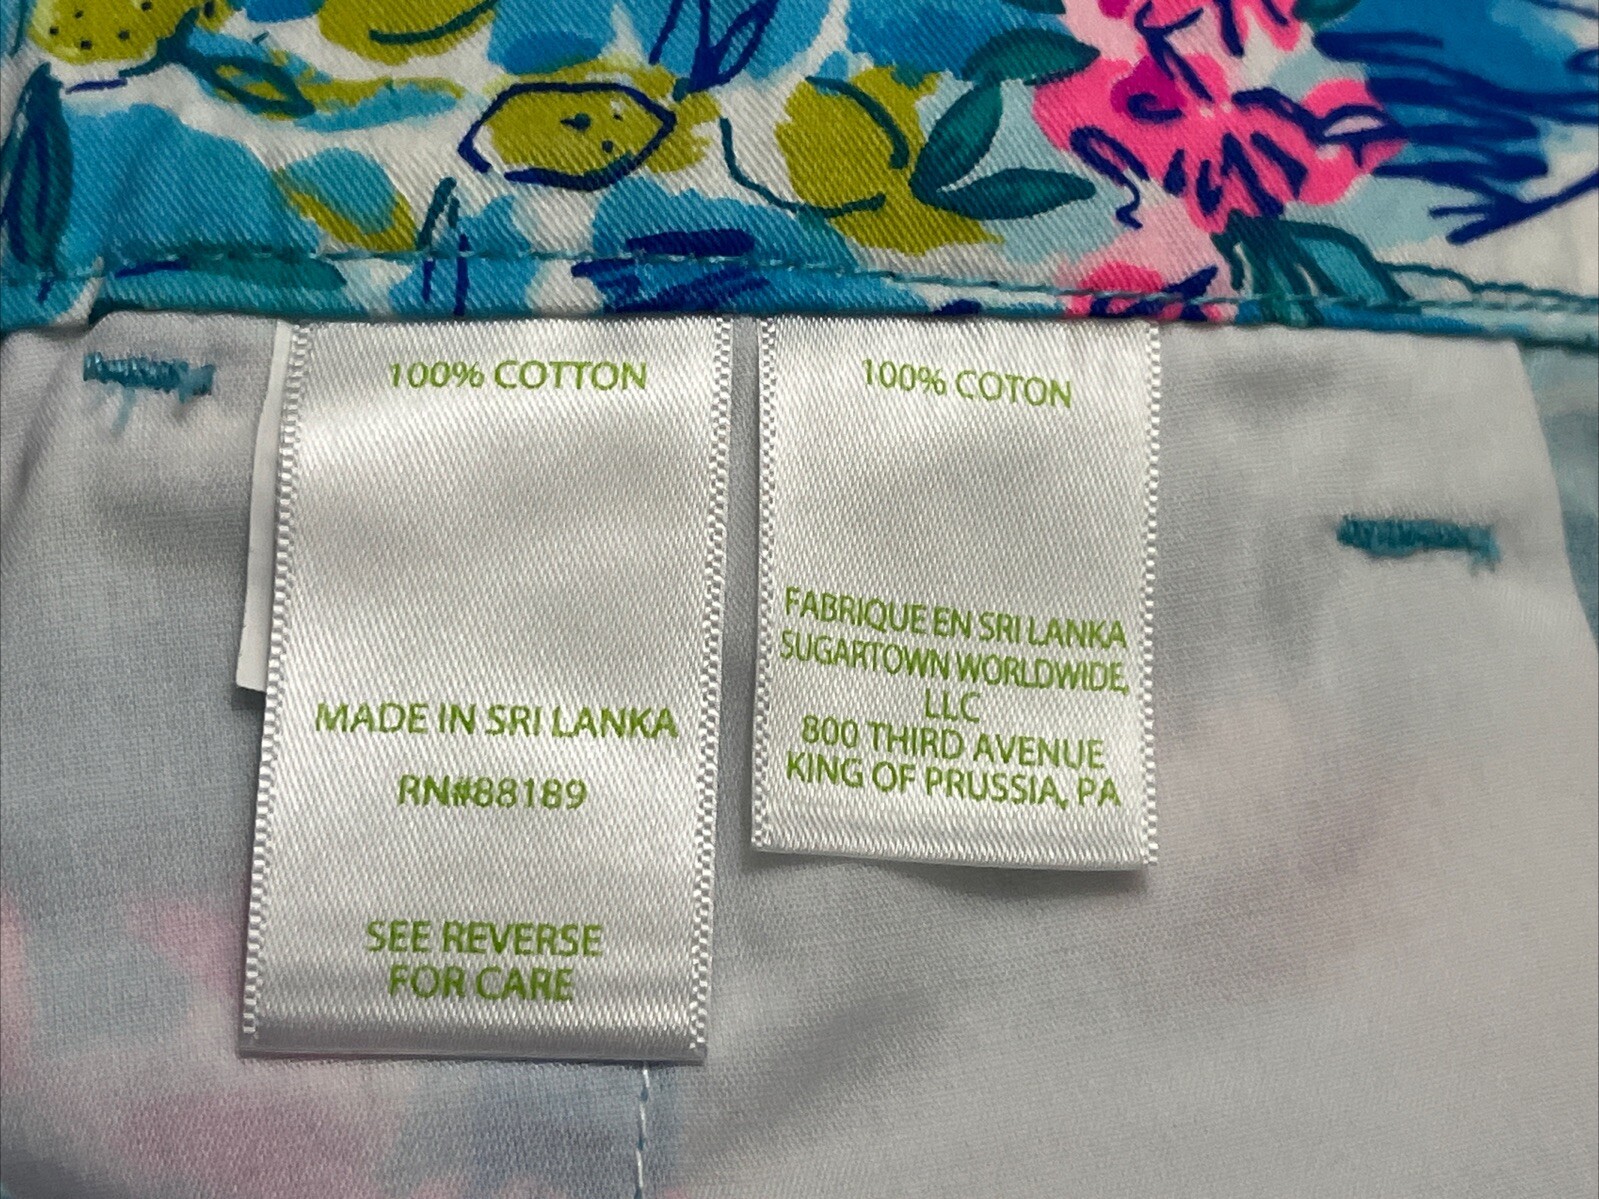 100% COTTON
MADE IN SRI LANKA
RN#88189
SEE REVERSE
FOR CARE
100% COTON
FABRIQUE EN SRI LANKA
SUGARTOWN WORLDWIDE,
LLC
800 THIRD AVENUE
KING OF PRUSSIA, PA